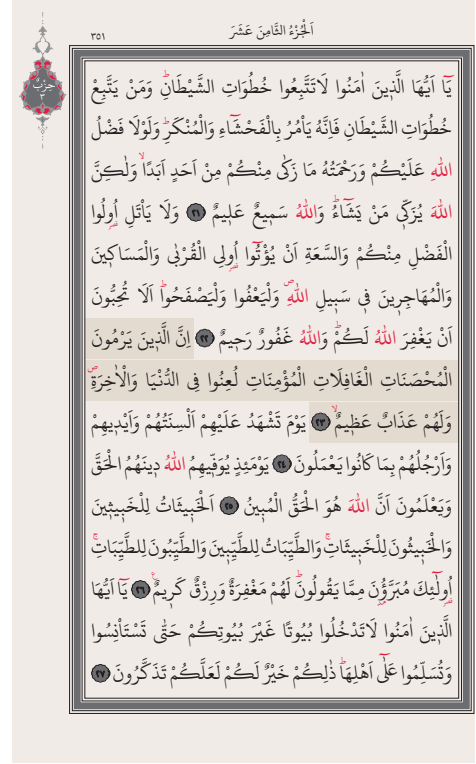 اَلْجُزْءُ الثَّامِنَ عَشَرَ
٣٥١
حِزْب
٣
يَٓا اَيُّهَا الَّذٖينَ اٰمَنُوا لَاتَتَّبِعُوا خُطُوَاتِ الشَّيْطَانِؕ وَمَنْ يَتَّبِعْ
خُطُوَاتِ الشَّيْطَانِ فَاِنَّهُ يَاْمُرُ بِالْفَحْشَٓاءِ وَالْمُنْكَرِؕ وَلَوْلَا فَضْلُ
اللّٰهِ عَلَيْكُمْ وَرَحْمَتُهُ مَا زَكٰى مِنْكُمْ مِنْ اَحَدٍ اَبَدًاۙ وَلٰكِنَّ
اللّٰهَ يُزَكّٖى مَنْ يَشَٓاءُؕ وَاللّٰهُ سَمٖيعٌ عَلٖيمٌ ﴿٢١﴾ وَلَا يَاْتَلِ اُو۬لُوا
الْفَضْلِ مِنْكُمْ وَالسَّعَةِ اَنْ يُؤْتُٓوا اُو۬لِى الْقُرْبٰى وَالْمَسَاكٖينَ
وَالْمُهَاجِرٖينَ فٖى سَبٖيلِ اللّٰهِۖ وَلْيَعْفُوا وَلْيَصْفَحُواؕ اَلَا تُحِبُّونَ
اَنْ يَغْفِرَ اللّٰهُ لَكُمْؕ وَاللّٰهُ غَفُورٌ رَحٖيمٌ ﴿٢٢﴾ اِنَّ الَّذٖينَ يَرْمُونَ
الْمُحْصَنَاتِ الْغَافِلَاتِ الْمُؤْمِنَاتِ لُعِنُوا فِى الدُّنْيَا وَالْاٰخِرَةِۖ
وَلَهُمْ عَذَابٌ عَظٖيمٌۙ ﴿٢٣﴾ يَوْمَ تَشْهَدُ عَلَيْهِمْ اَلْسِنَتُهُمْ وَاَيْدٖيهِمْ
وَاَرْجُلُهُمْ بِمَا كَانُوا يَعْمَلُونَ ﴿٢٤﴾ يَوْمَئِذٍ يُوَفّٖيهِمُ اللّٰهُ دٖينَهُمُ الْحَقَّ
وَيَعْلَمُونَ اَنَّ اللّٰهَ هُوَ الْحَقُّ الْمُبٖينُ ﴿٢٥﴾ اَلْخَبٖيثَاتُ لِلْخَبٖيثٖينَ
وَالْخَبٖيثُونَ لِلْخَبٖيثَاتِۚ وَالطَّيِّبَاتُ لِلطَّيِّبٖينَ وَالطَّيِّبُونَ لِلطَّيِّبَاتِۚ
اُو۬لٰٓئِكَ مُبَرَّؤُ۫نَ مِمَّا يَقُولُونَؕ لَهُمْ مَغْفِرَةٌ وَرِزْقٌ كَرٖيمٌ۟ ﴿٢٦﴾ يَٓا اَيُّهَا
الَّذٖينَ اٰمَنُوا لَاتَدْخُلُوا بُيُوتًا غَيْرَ بُيُوتِكُمْ حَتّٰى تَسْتَاْنِسُوا
وَتُسَلِّمُوا عَلٰٓى اَهْلِهَاؕ ذٰلِكُمْ خَيْرٌ لَكُمْ لَعَلَّكُمْ تَذَكَّرُونَ ﴿٢٧﴾